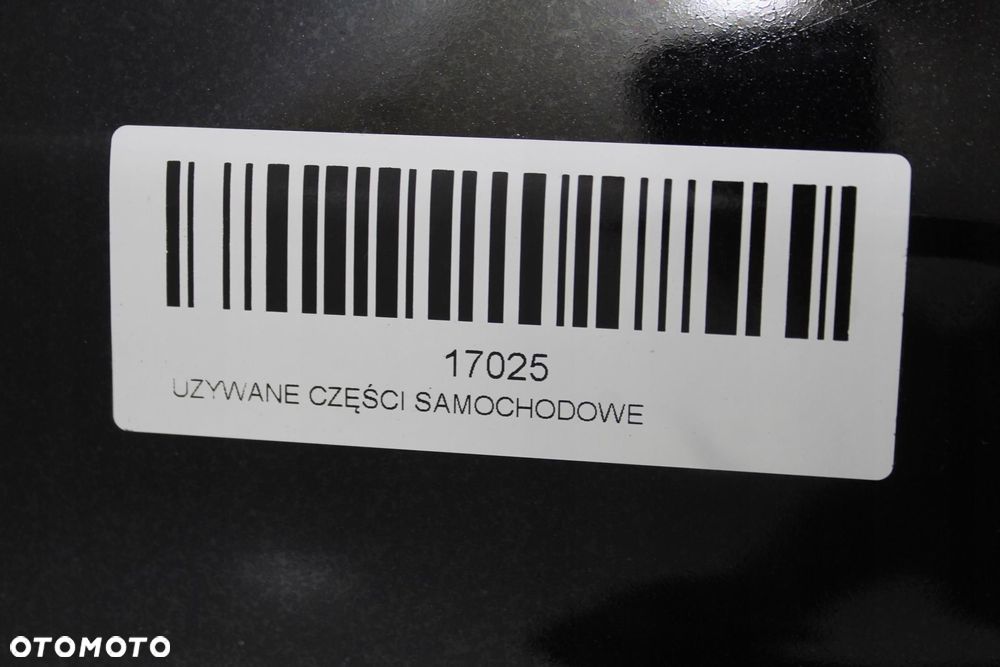 17025
UZYWANE CZĘŚCI SAMOCHODOWE
OTOMOTO